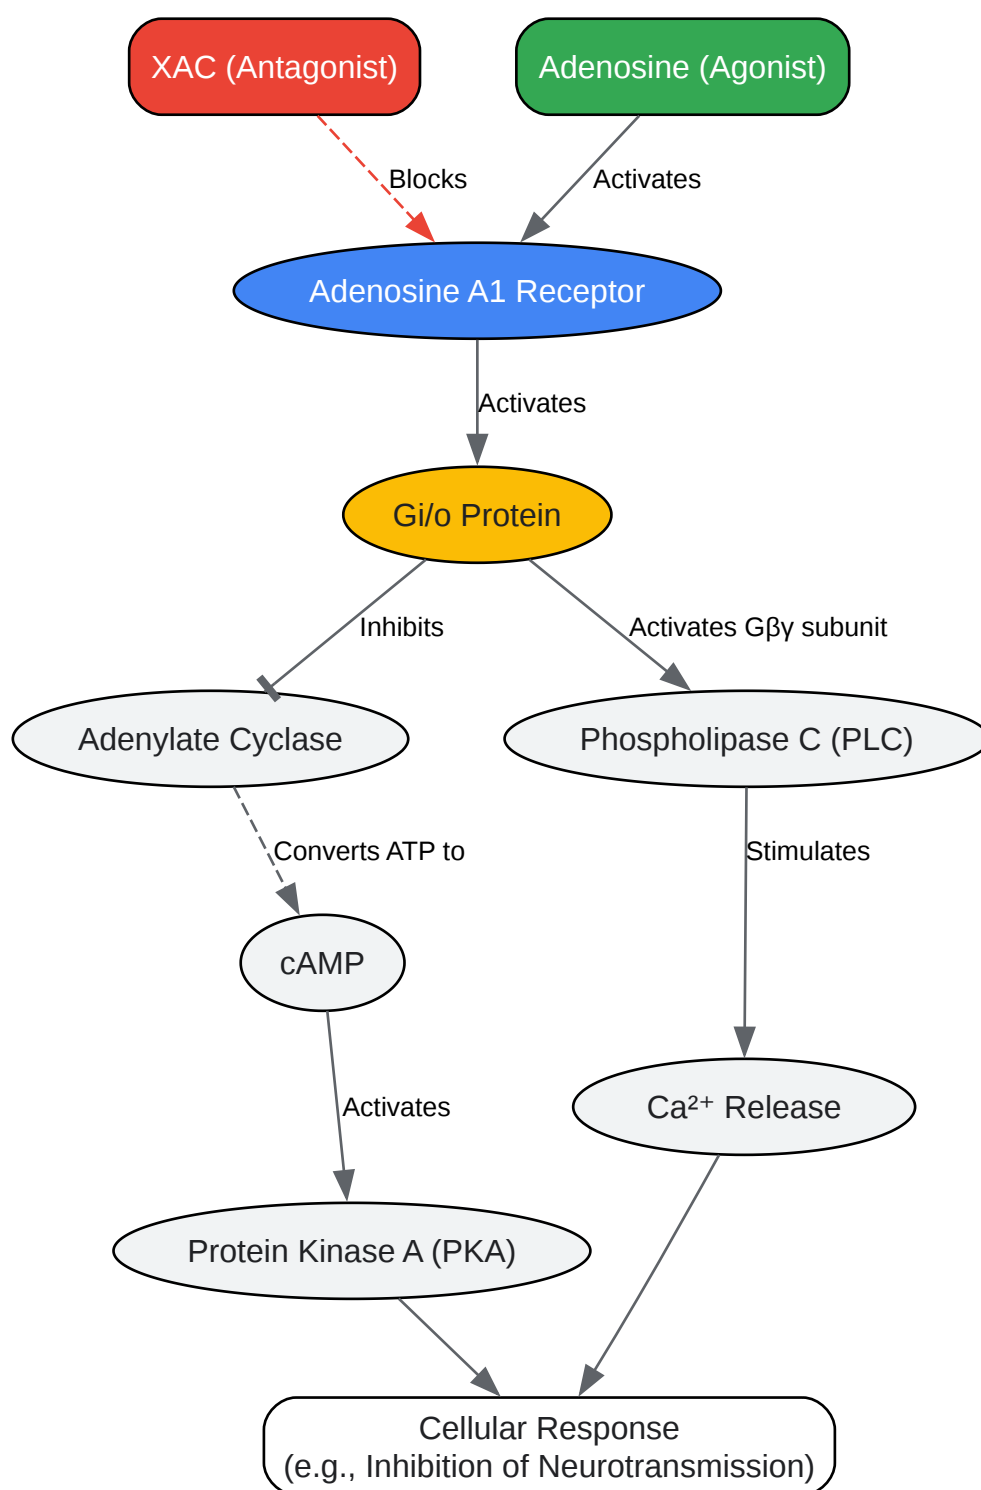 XAC (Antagonist)
Adenosine (Agonist)
Blocks
Activates
Adenosine A1 Receptor
Activates
Gi/o Protein
Inhibits
Activates Gβγ subunit
Adenylate Cyclase
Phospholipase C (PLC)
Converts ATP to
Stimulates
cAMP
Activates
Ca²⁺ Release
Protein Kinase A (PKA)
Cellular Response
(e.g., Inhibition of Neurotransmission)